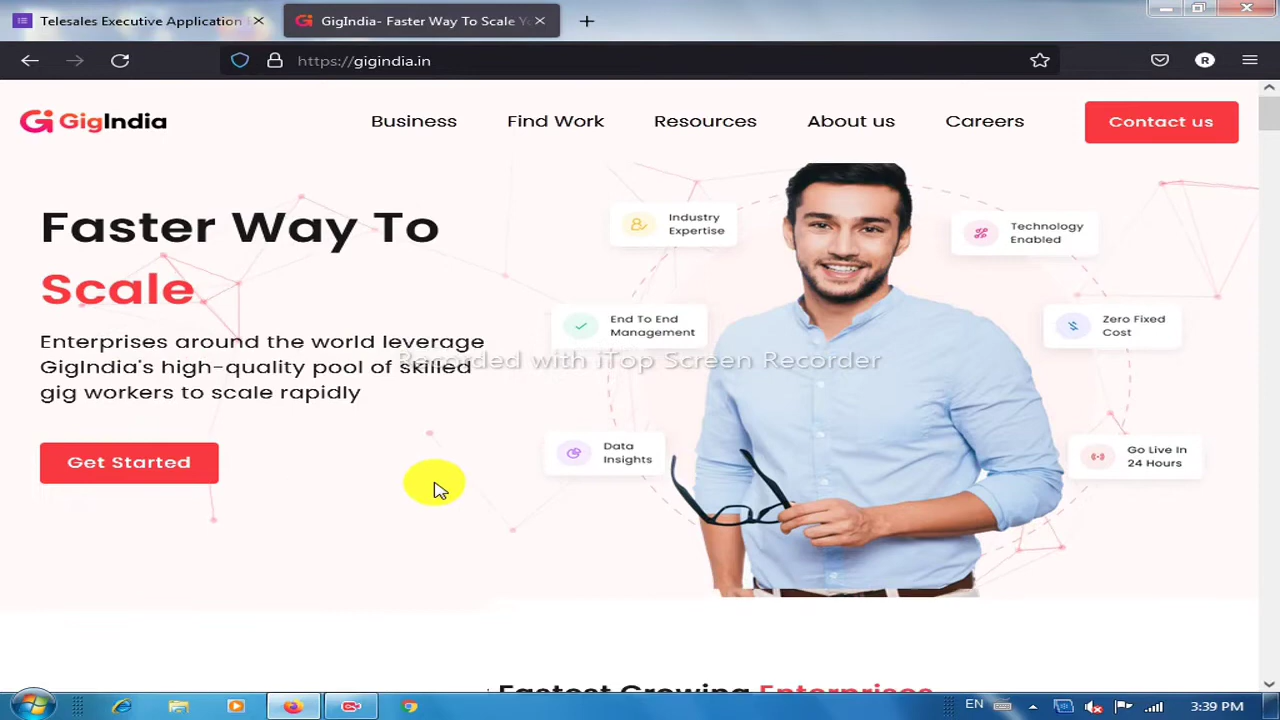 Telesales Executive Application
GigIndia- Faster Way To Scale Yo
https://gigindia.in
R
GigIndia
Business
Find Work
Resources
About us
Careers
Contact us
Faster Way To
Scale
Enterprises around the world leverage
GigIndia's high-quality pool of skilled
gig workers to scale rapidly
Get Started
Industry
Expertise
Technology
Enabled
End To End
Management
Zero Fixed
Cost
Data
Insights
Go Live In
24 Hours
Recorded with iTop Screen Recorder
Fastest Growing Enterprises
EN
3:39 PM